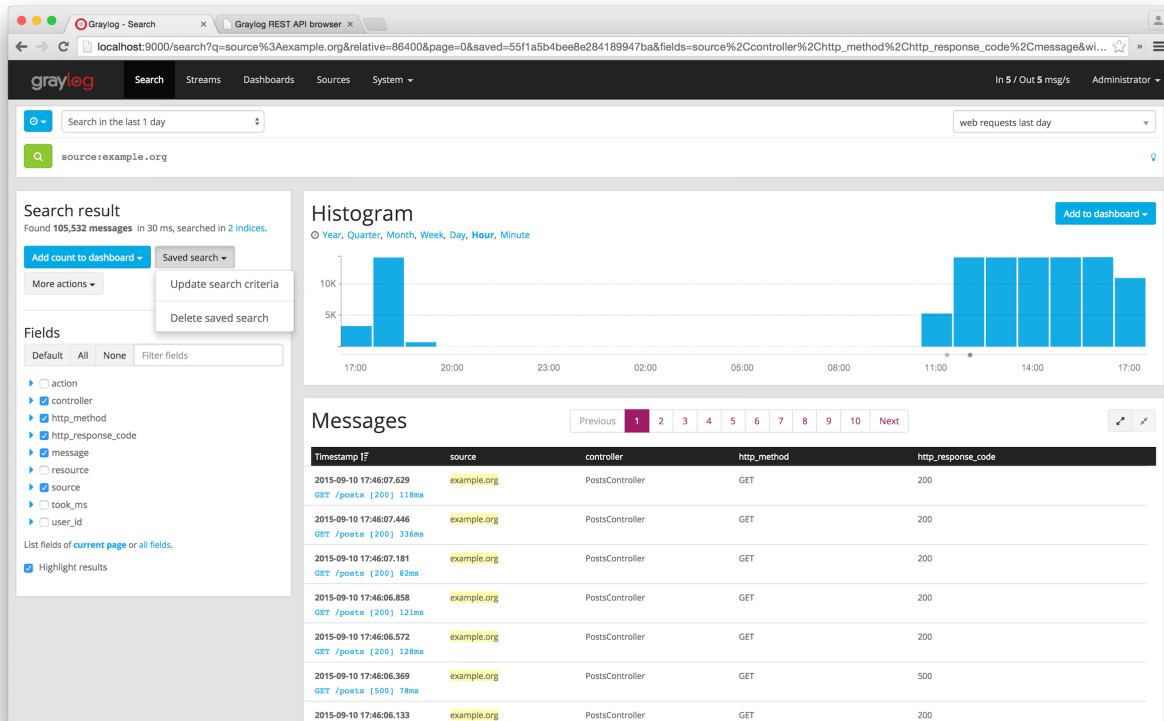 Graylog - Search
Graylog REST API browser
localhost:9000/search?q=source%3Aexample.org&relative=86400&page=0&saved=55f1a5b4bee8e284189947ba&fields=source%2Ccontroller%2Chttp_method%2Chttp_response_code%2Cmessage&wi...
graylog Search Streams Dashboards Sources System In 5 / Out 5 msg/s Administrator
Search in the last 1 day web requests last day
source:example.org
Search result
Found 105,532 messages in 30 ms, searched in 2 indices.
Add count to dashboard Saved search
More actions
Update search criteria
Delete saved search
Fields
Default All None Filter fields
action
controller
http_method
http_response_code
message
resource
source
took_ms
user_id
List fields of current page or all fields.
Highlight results
Histogram
Add to dashboard
Year, Quarter, Month, Week, Day, Hour, Minute
10K
5K
17:00 20:00 23:00 02:00 05:00 08:00 11:00 14:00 17:00
Messages
Previous 1 2 3 4 5 6 7 8 9 10 Next
Timestamp source controller http_method http_response_code
2015-09-10 17:46:07.629 example.org PostsController GET 200
GET /posts [200] 118ms
2015-09-10 17:46:07.446 example.org PostsController GET 200
GET /posts [200] 336ms
2015-09-10 17:46:07.181 example.org PostsController GET 200
GET /posts [200] 82ms
2015-09-10 17:46:06.858 example.org PostsController GET 200
GET /posts [200] 121ms
2015-09-10 17:46:06.572 example.org PostsController GET 200
GET /posts [200] 128ms
2015-09-10 17:46:06.369 example.org PostsController GET 500
GET /posts [500] 78ms
2015-09-10 17:46:06.133 example.org PostsController GET 200